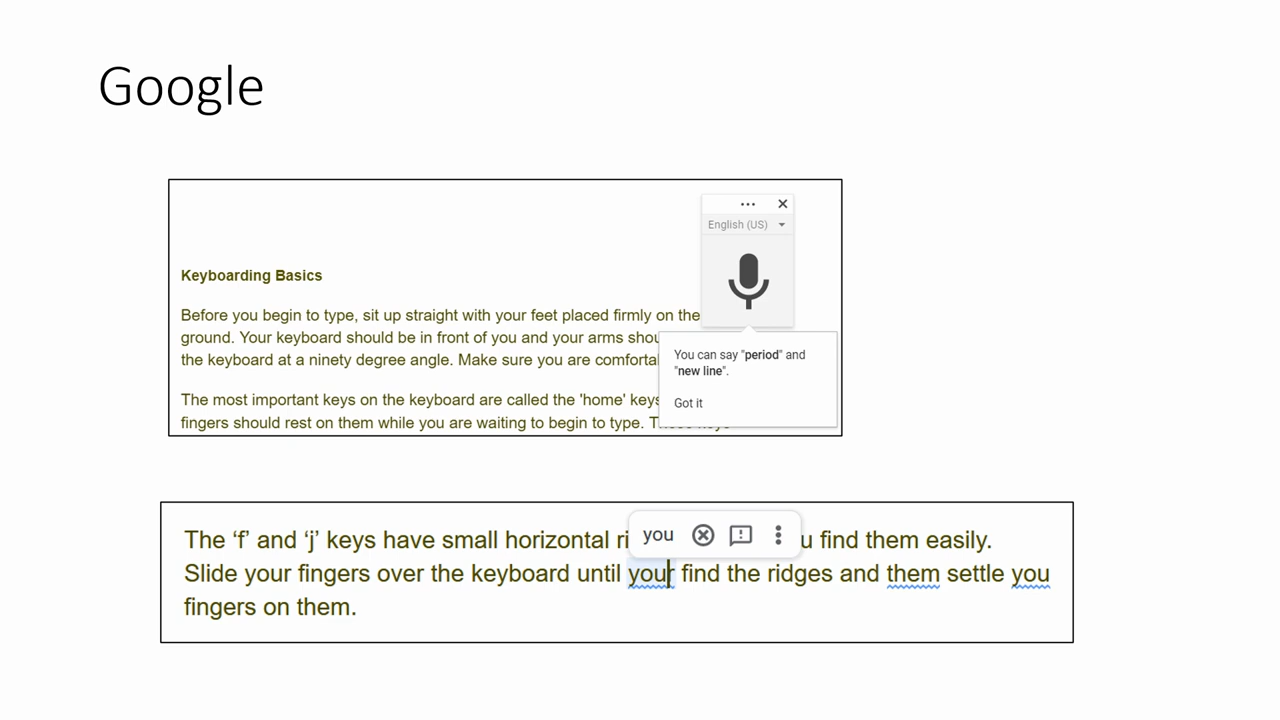 Google
English (US)
Keyboarding Basics
Before you begin to type, sit up straight with your feet placed firmly on the
ground. Your keyboard should be in front of you and your arms
the keyboard at a ninety degree angle. Make sure you are
You can say "period" and
"new line".
Got it
The most important keys on the keyboard are called the 'home' keys
fingers should rest on them while you are waiting to begin to type.
you
The ‘f’ and ‘j’ keys have small horizontal find them easily.
Slide your fingers over the keyboard until your find the ridges and them settle you
fingers on them.